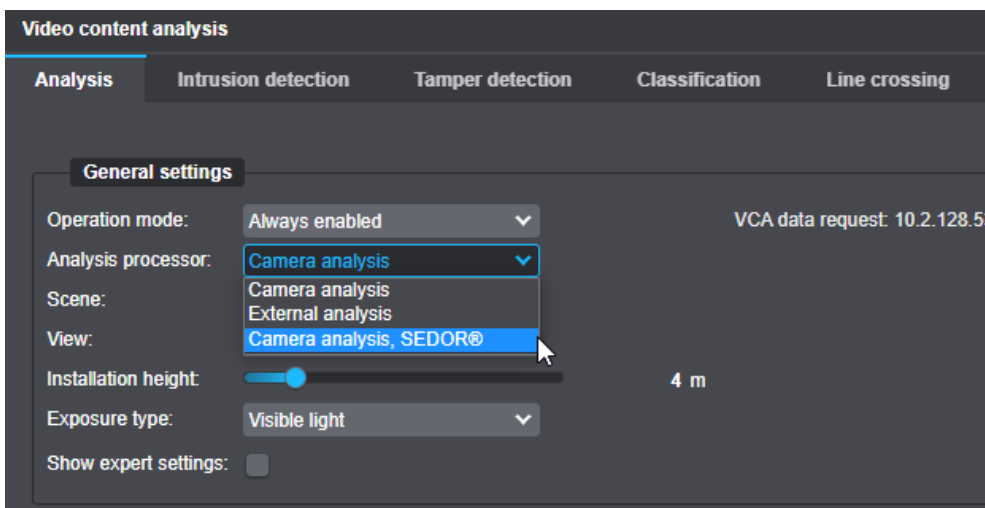 Video content analysis
Analysis Intrusion detection Tamper detection Classification Line crossing
General settings
Operation mode: Always enabled VCA data request: 10.2.128.5
Analysis processor: Camera analysis
Camera analysis
Scene:
External analysis
View: Camera analysis, SEDOR®
Installation height: 4 m
Exposure type: Visible light
Show expert settings: